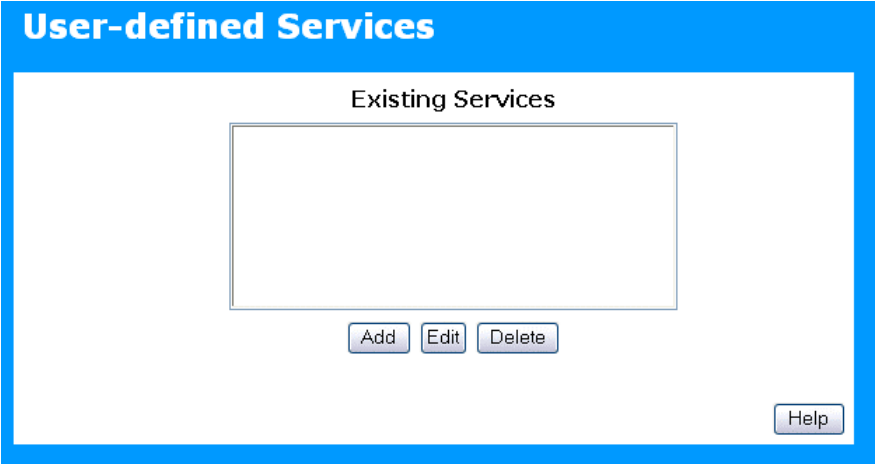 User-defined Services
Existing Services
Add Edit Delete
Help